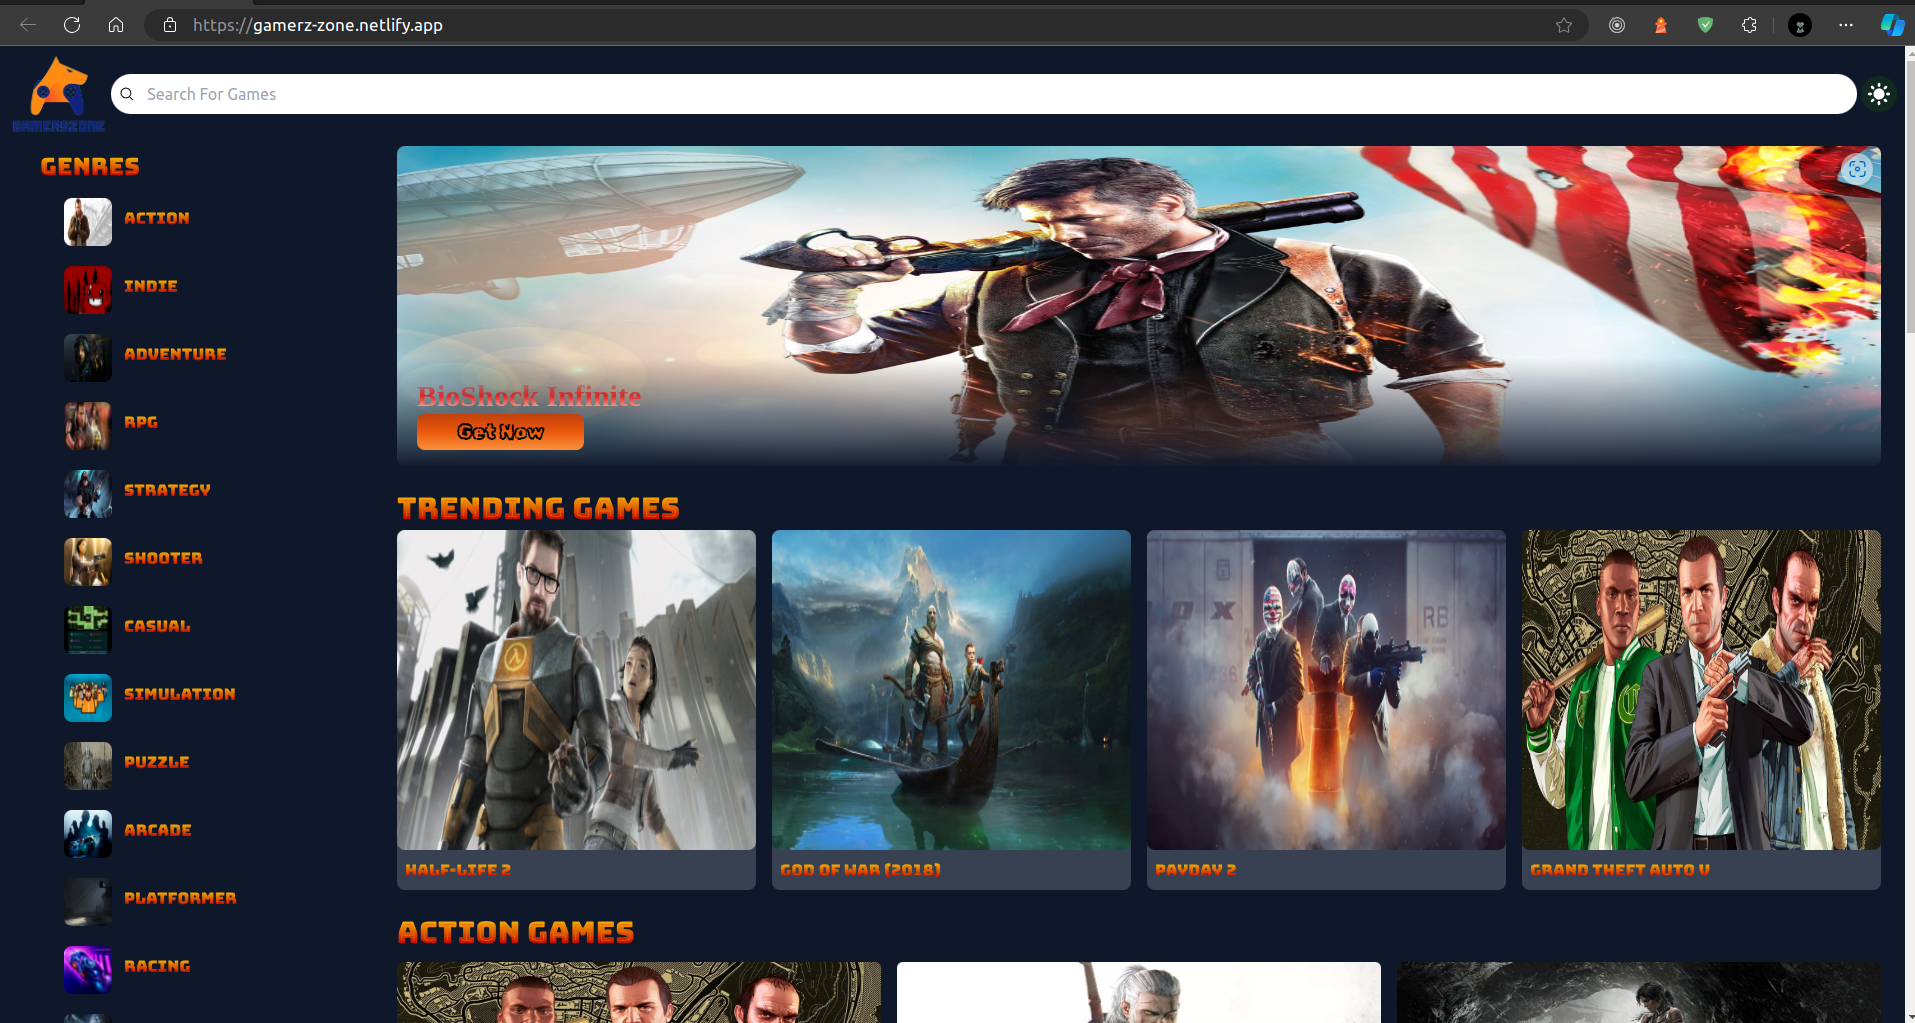 https://gamerz-zone.netlify.app
GAMERSZONE
Search For Games
GENRES
ACTION
INDIE
ADVENTURE
RPG
STRATEGY
SHOOTER
CASUAL
SIMULATION
PUZZLE
ARCADE
PLATFORMER
RACING
BioShock Infinite
Get Now
TRENDING GAMES
HALF-LIFE 2
GOD OF WAR (2018)
PAYDAY 2
GRAND THEFT AUTO V
ACTION GAMES